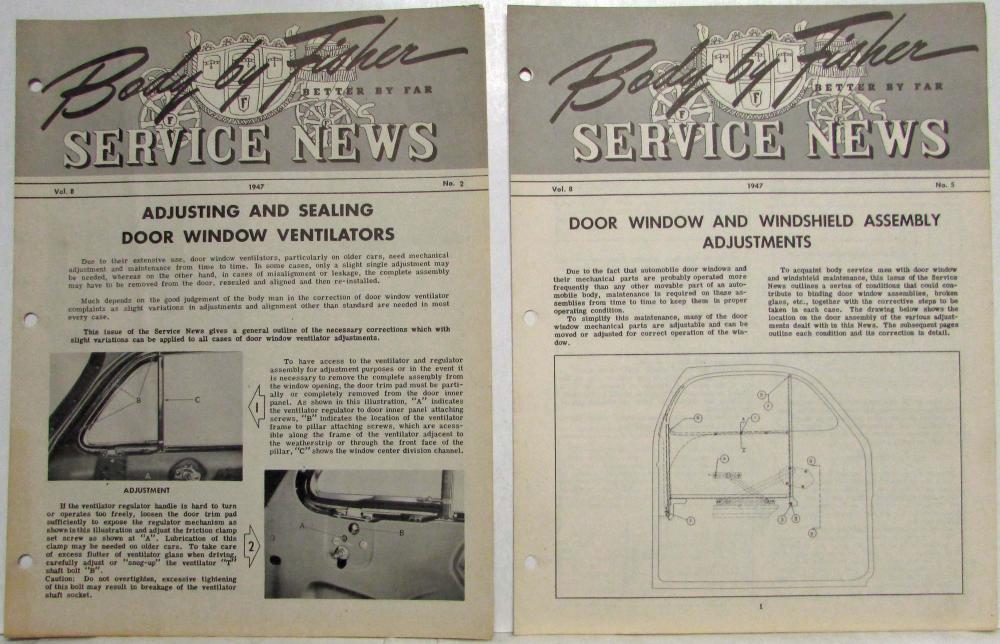 Body by Fisher
BETTER BY FAR
SERVICE NEWS
Vol. 8 1947 No. 2
ADJUSTING AND SEALING
DOOR WINDOW VENTILATORS
Due to their extensive use, door window ventilators, particularly on older cars, need mechanical
adjustment and maintenance from time to time. In some cases, only a slight single adjustment may
be needed, whereas on the other hand, in cases of misalignment or leakage, the complete assembly
may have to be removed from the door, resealed and aligned and then re-installed.
Much depends on the good judgement of the body man in the correction of door window ventilator
complaints as slight variations in adjustments and alignment other than standard are needed in most
every case.
This issue of the Service News gives a general outline of the necessary corrections which with
slight variations can be applied to all cases of door window ventilator adjustments.
B
C
A
1
To have access to the ventilator and regulator
assembly for adjustment purposes or in the event it
is necessary to remove the complete assembly from
the window opening, the door trim pad must be parti-
ally or completely removed from the door inner
panel. As shown in this illustration, "A" indicates
the ventilator regulator to door inner panel attaching
screws, "B" indicates the location of the ventilator
frame to pillar attaching screws, which are acess-
ible along the frame of the ventilator adjacent to
the weatherstrip or through the front face of the
pillar, "C" shows the window center division channel.
ADJUSTMENT
If the ventilator regulator handle is hard to turn
or operates too freely, loosen the door trim pad
sufficiently to expose the regulator mechanism as
shown in this illustration and adjust the friction clamp
set screw as shown at "A". Lubrication of this
clamp may be needed on older cars. To take care
of excess flutter of ventilator glass when driving,
carefully adjust or "snug-up" the ventilator "T"
shaft bolt "B".
Caution: Do not overtighten, excessive tightening
of this bolt may result to breakage of the ventilator
shaft socket.
2
A
B
Body by Fisher
BETTER BY FAR
SERVICE NEWS
Vol. 8 1947 No. 5
DOOR WINDOW AND WINDSHIELD ASSEMBLY
ADJUSTMENTS
Due to the fact that automobile door windows and
their mechanical parts are probably operated more
frequently than any other movable part of an auto-
mobile body, maintenance is required on these as-
semblies from time to time to keep them in proper
operating condition.
To simplify this maintenance, many of the door
window mechanical parts are adjustable and can be
moved or adjusted for correct operation of the win-
dow.
To acquaint body service men with door window
and windshield maintenance, this issue of the Service
News outlines a series of conditions that could con-
tribute to binding door window assemblies, broken
glass, etc., together with the corrective steps to be
taken in each case. The drawing below shows the
location on the door assembly of the various adjust-
ments dealt with in this News. The subsequent pages
outline each condition and its correction in detail.
1